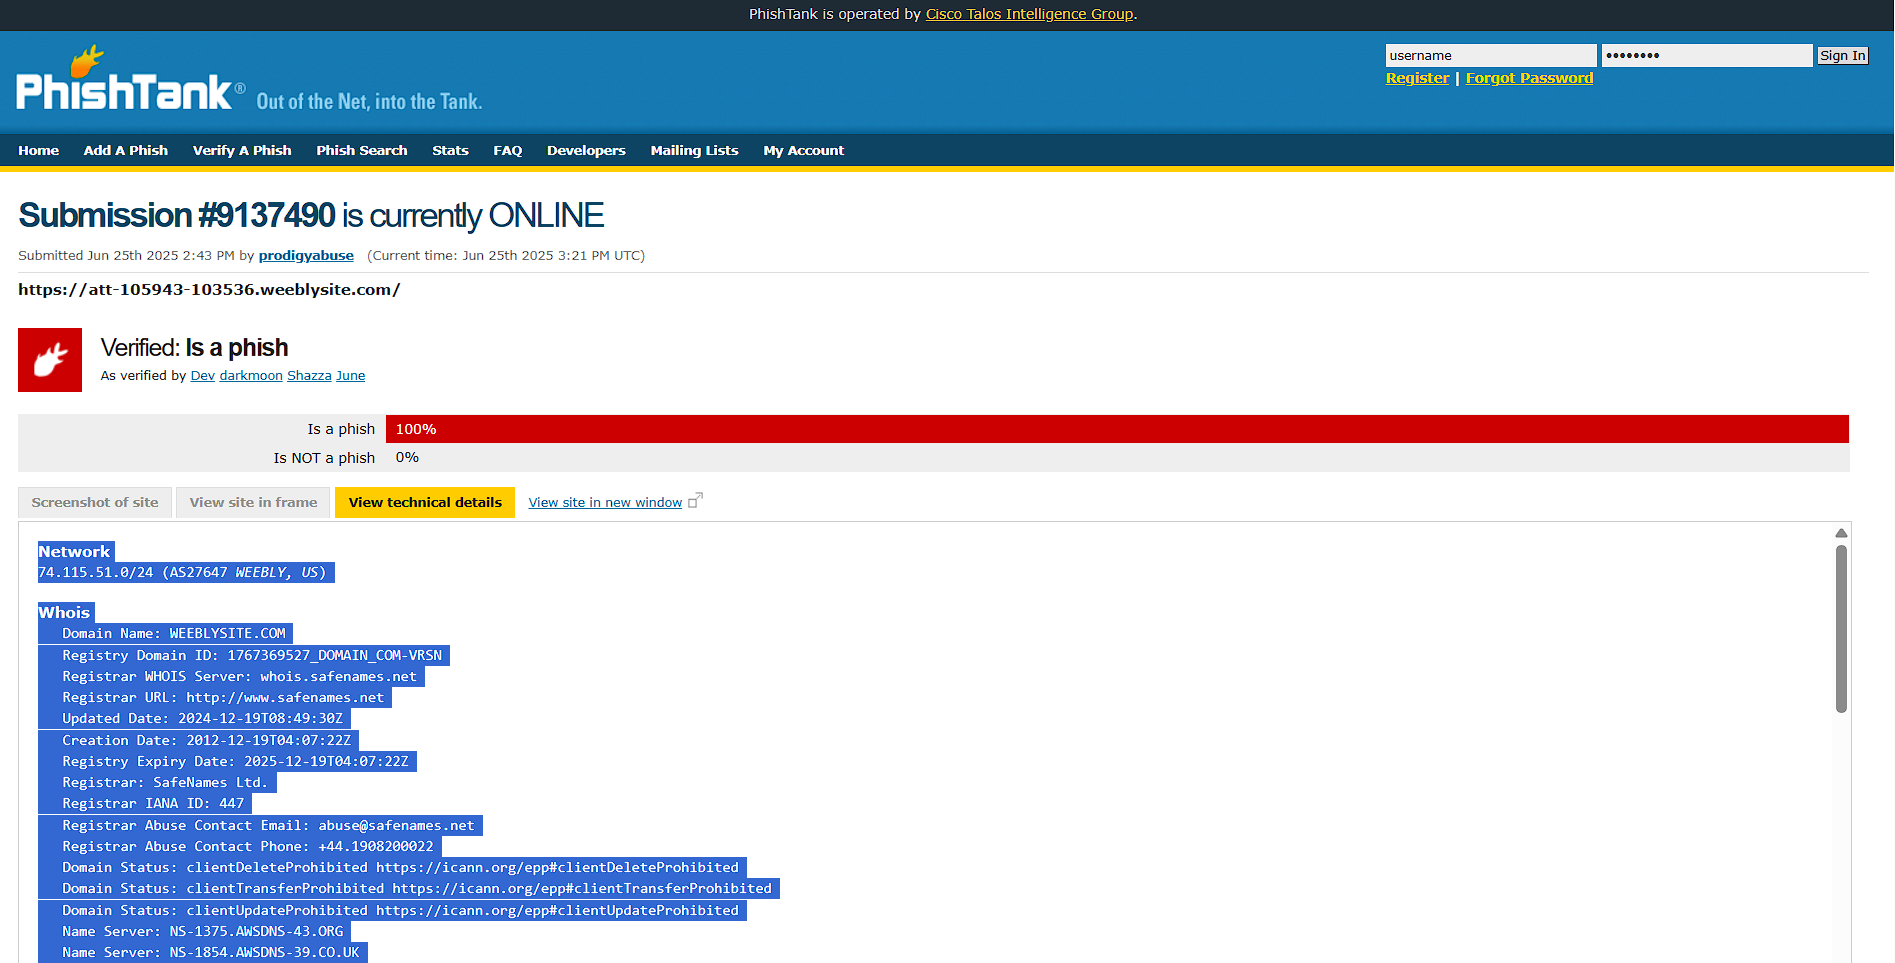 PhishTank is operated by Cisco Talos Intelligence Group.
username •••••••• Sign In
Register | Forgot Password
PhishTank® Out of the Net, into the Tank.
Home Add A Phish Verify A Phish Phish Search Stats FAQ Developers Mailing Lists My Account
Submission #9137490 is currently ONLINE
Submitted Jun 25th 2025 2:43 PM by prodigyabuse (Current time: Jun 25th 2025 3:21 PM UTC)
https://att-105943-103536.weeblysite.com/
Verified: Is a phish
As verified by Dev darkmoon Shazza June
Is a phish 100%
Is NOT a phish 0%
Screenshot of site View site in frame View technical details View site in new window
Network
74.115.51.0/24 (AS27647 WEEBLY, US)
Whois
Domain Name: WEEBLYSITE.COM
Registry Domain ID: 1767369527_DOMAIN_COM-VRSN
Registrar WHOIS Server: whois.safenames.net
Registrar URL: http://www.safenames.net
Updated Date: 2024-12-19T08:49:30Z
Creation Date: 2012-12-19T04:07:22Z
Registry Expiry Date: 2025-12-19T04:07:22Z
Registrar: SafeNames Ltd.
Registrar IANA ID: 447
Registrar Abuse Contact Email: abuse@safenames.net
Registrar Abuse Contact Phone: +44.1908200022
Domain Status: clientDeleteProhibited https://icann.org/epp#clientDeleteProhibited
Domain Status: clientTransferProhibited https://icann.org/epp#clientTransferProhibited
Domain Status: clientUpdateProhibited https://icann.org/epp#clientUpdateProhibited
Name Server: NS-1375.AWSDNS-43.ORG
Name Server: NS-1854.AWSDNS-39.CO.UK